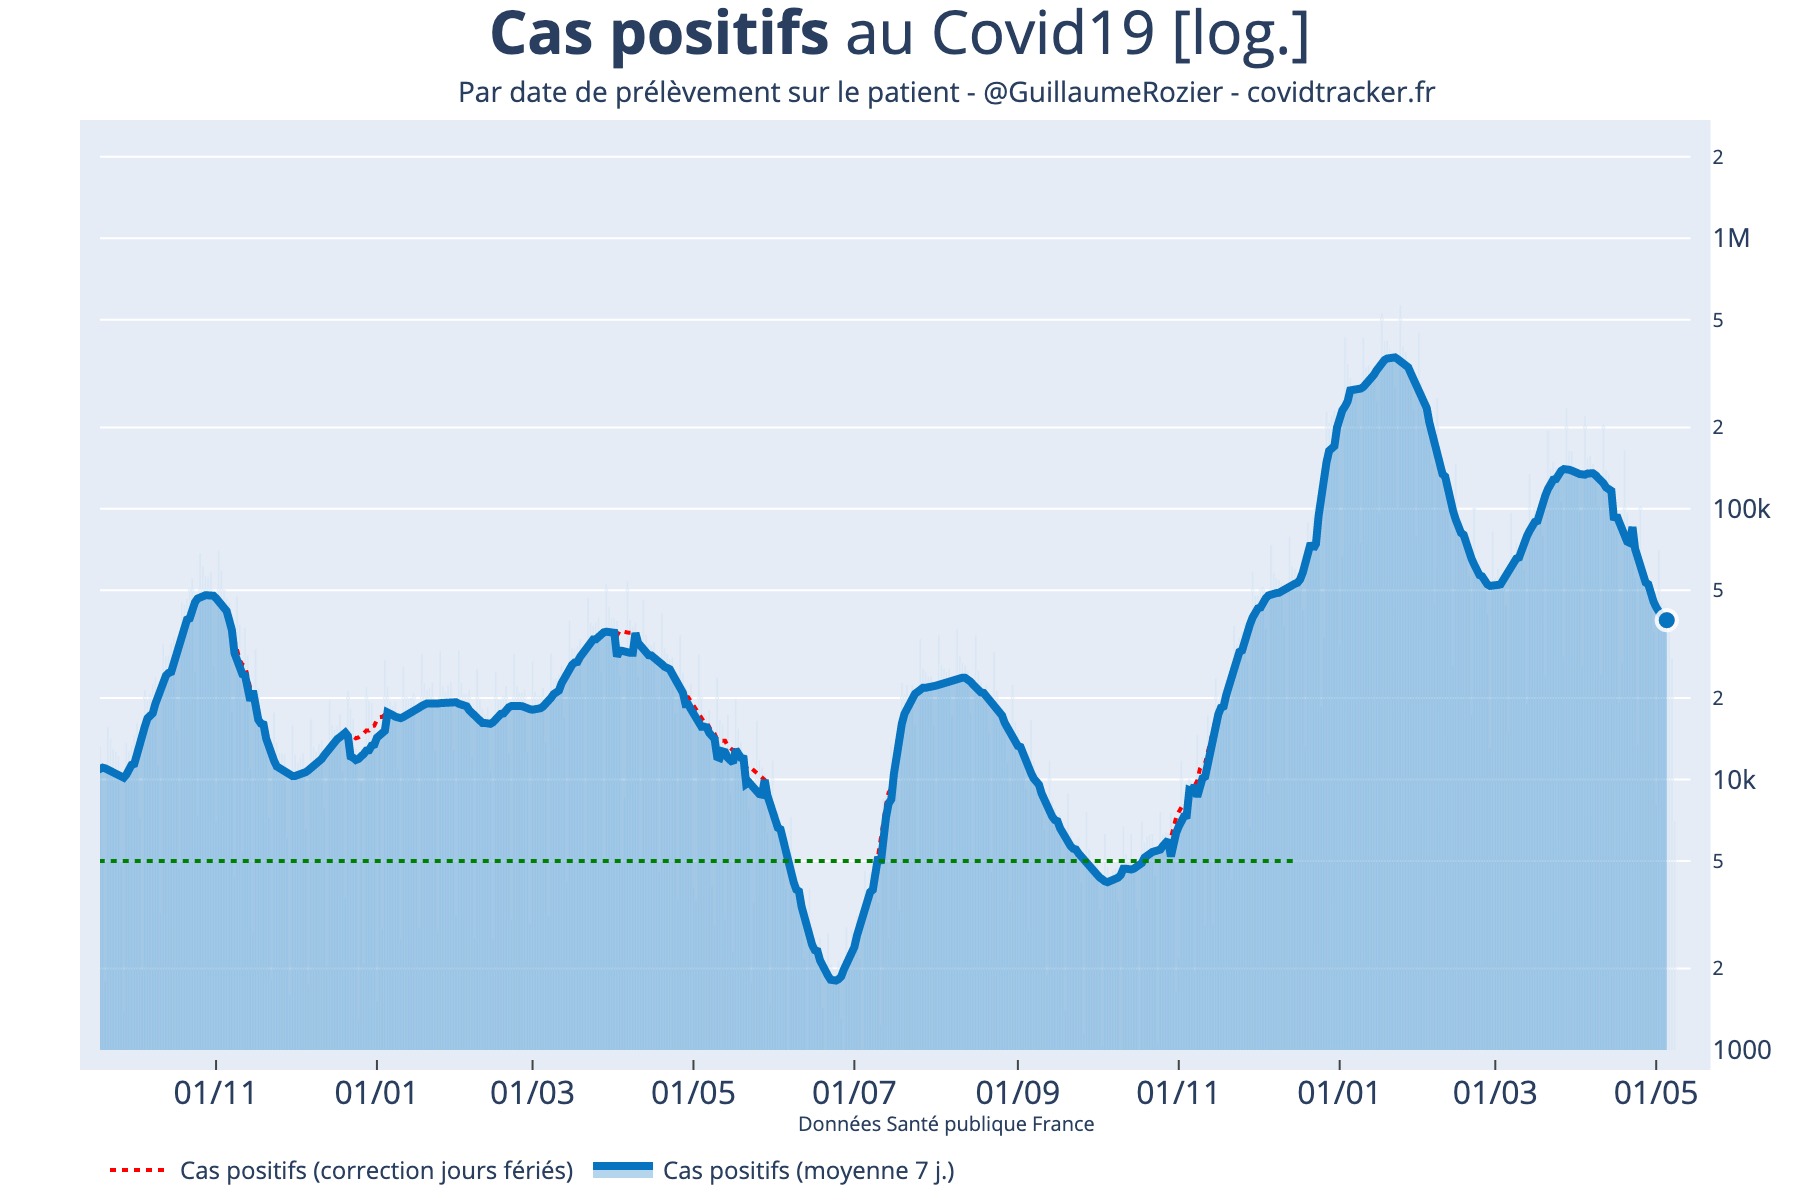 Cas positifs au Covid19 [log.]
Par date de prélèvement sur le patient - @GuillaumeRozier - covidtracker.fr
2
1M
5
2
100k
5
2
10k
5
2
1000
01/11
01/01
01/03
01/05
01/07
01/09
01/11
01/01
01/03
01/05
Données Santé publique France
Cas positifs (correction jours fériés)
Cas positifs (moyenne 7 j.)